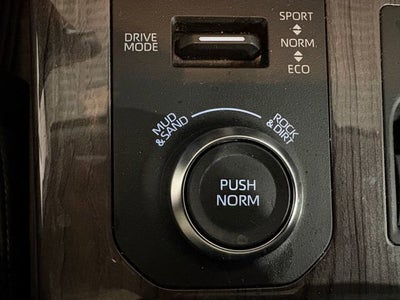 SPORT
DRIVE
MODE
NORM.
ECO
MUD
&SAND
ROCK
&DIRT
PUSH
NORM